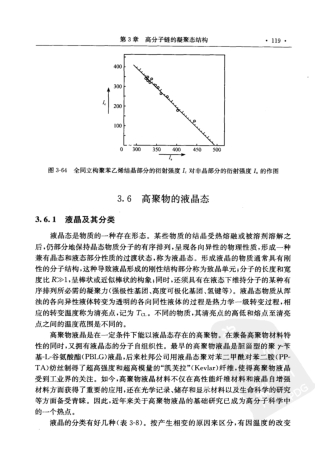 第3章 高分子链的凝聚态结构 · 119 ·
400
300
200
100
0
I_c
300 350 400 450 500
I_a
图 3-64 全同立构聚苯乙烯结晶部分的衍射强度 I_c 对非晶部分的衍射强度 I_a 的作图
3.6 高聚物的液晶态
3.6.1 液晶及其分类
液晶态是物质的一种存在形态。某些物质的结晶受热熔融或被溶剂溶解之
后,仍部分地保持晶态物质分子的有序排列,呈现各向异性的物理性质,形成一种
兼有晶态和液态部分性质的过渡状态,称为液晶态。形成液晶的物质通常具有刚
性的分子结构,这种导致液晶形成的刚性结构部分称为致晶单元;分子的长度和宽
度比 R≫1,呈棒状或近似棒状的构象;同时,还须具有在液态下维持分子的某种有
序排列所必需的凝聚力(强极性基团、高度可极化基团、氢键等)。液晶态物质从浑
浊的各向异性液体转变为透明的各向同性液体的过程是热力学一级转变过程,相
应的转变温度称为清亮点,记为 T_CL。不同的物质,其清亮点的高低和熔点至清亮
点之间的温度范围是不同的。
高聚物液晶是在一定条件下能以液晶态存在的高聚物。在兼备高聚物材料特
性的同时,又拥有液晶态的分子自组织性。最早的高聚物液晶是聚 γ-苄
基-L-谷氨酸酯(PBLG)液晶,后来杜邦公司用液晶态聚对苯二甲酰对苯二胺(PP-
TA)纺丝制得了超高强度和超高模量的“凯芙拉”(Kevlar)纤维,使得高聚物液晶
受到工业界的关注。如今,高聚物液晶材料不仅在高性能纤维材料和液晶自增强
材料方面获得了重要的应用,还在光学记录、储存和显示材料以及生命科学的研究
等方面备受青睐。因此,近年来关于高聚物液晶的基础研究已成为高分子科学中
的一个热点。
液晶的分类有好几种(表 3-8)。按产生相变的原因来区分,有因温度的改变